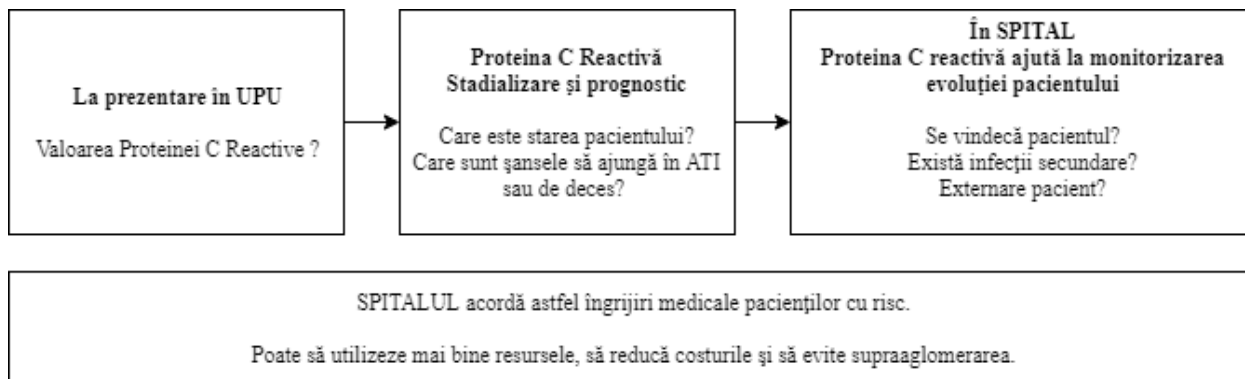 La prezentare în UPU
Valoarea Proteinei C Reactive ?
Proteina C Reactivă
Stadializare și prognostic
Care este starea pacientului?
Care sunt șansele să ajungă în ATI
sau de deces?
În SPITAL
Proteina C reactivă ajută la monitorizarea
evoluției pacientului
Se vindecă pacientul?
Există infecții secundare?
Externare pacient?
SPITALUL acordă astfel îngrijiri medicale pacienților cu risc.
Poate să utilizeze mai bine resursele, să reducă costurile și să evite supraaglomerarea.